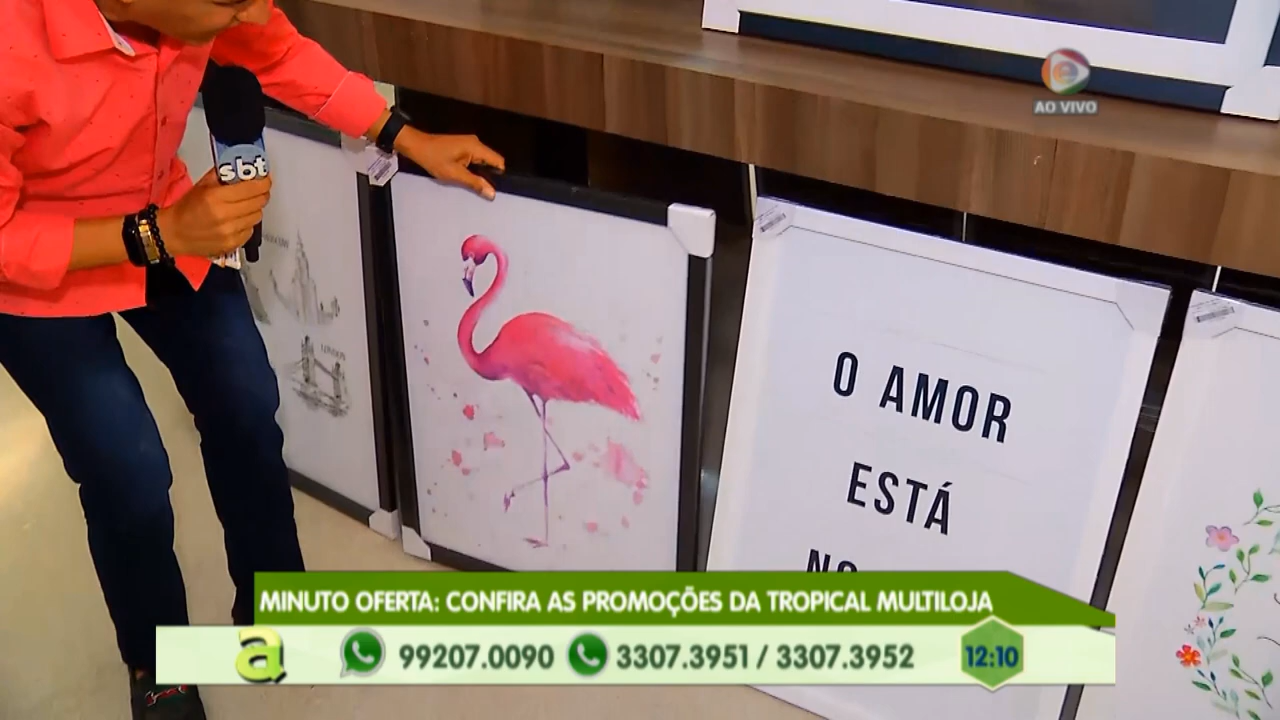 AO VIVO
sbt
LONDON
O AMOR
ESTÁ
MINUTO OFERTA: CONFIRA AS PROMOÇÕES DA TROPICAL MULTILOJA
a 99207.0090 3307.3951 / 3307.3952 12:10